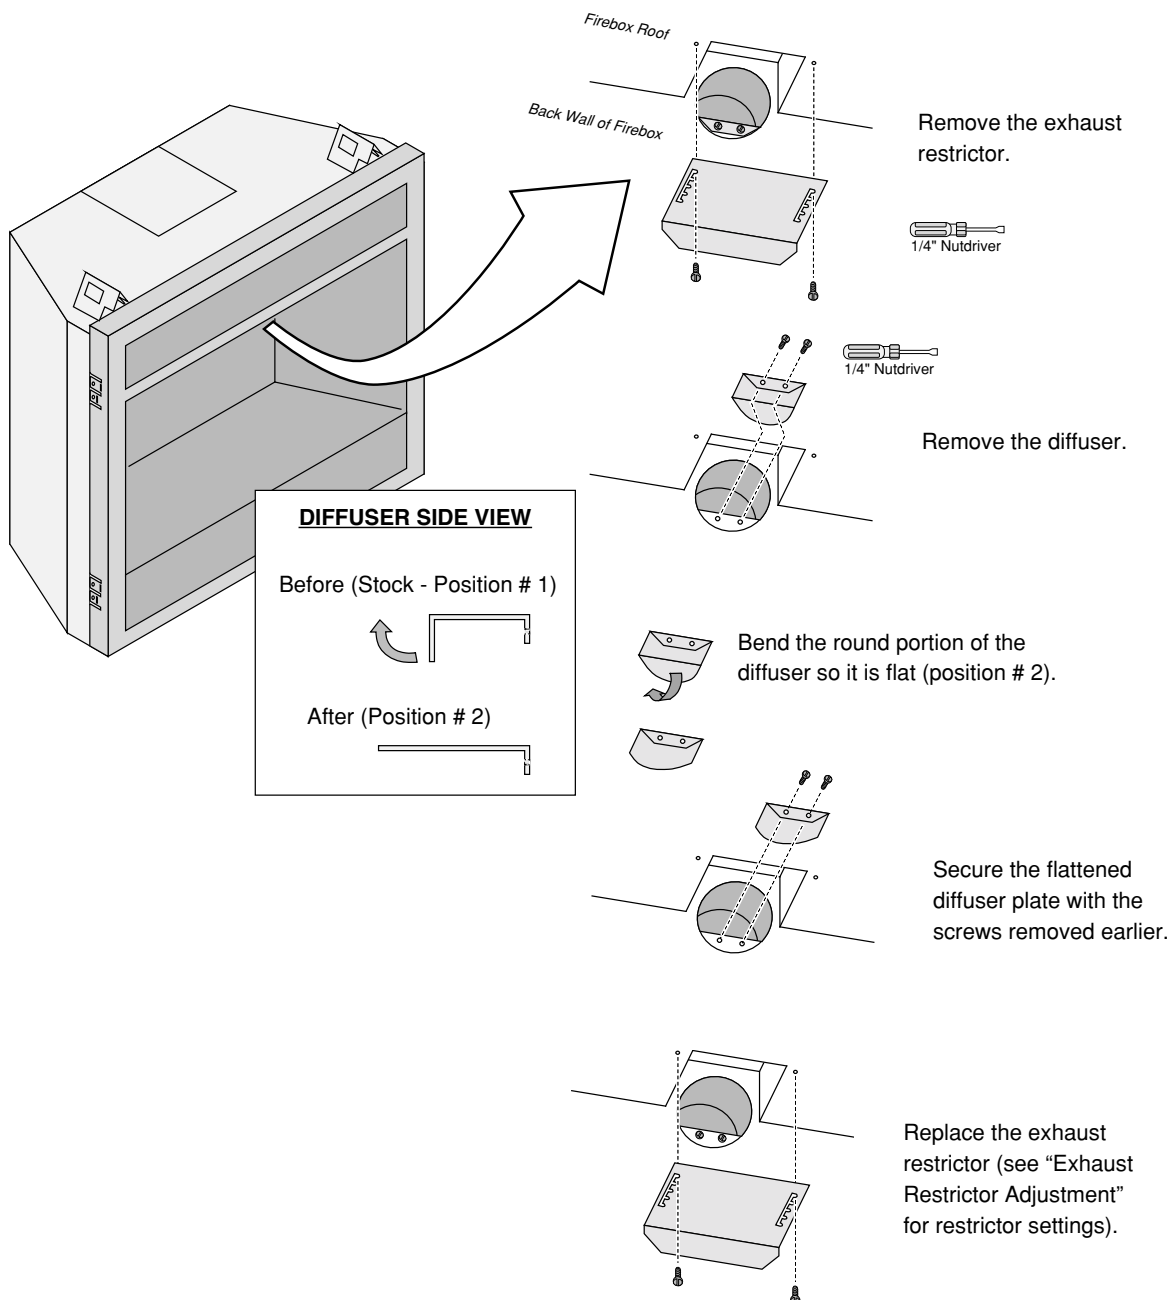 Firebox Roof
Back Wall of Firebox
Remove the exhaust
restrictor.
1/4" Nutdriver
1/4" Nutdriver
Remove the diffuser.
DIFFUSER SIDE VIEW
Before (Stock - Position # 1)
After (Position # 2)
Bend the round portion of the
diffuser so it is flat (position # 2).
Secure the flattened
diffuser plate with the
screws removed earlier.
Replace the exhaust
restrictor (see “Exhaust
Restrictor Adjustment”
for restrictor settings).